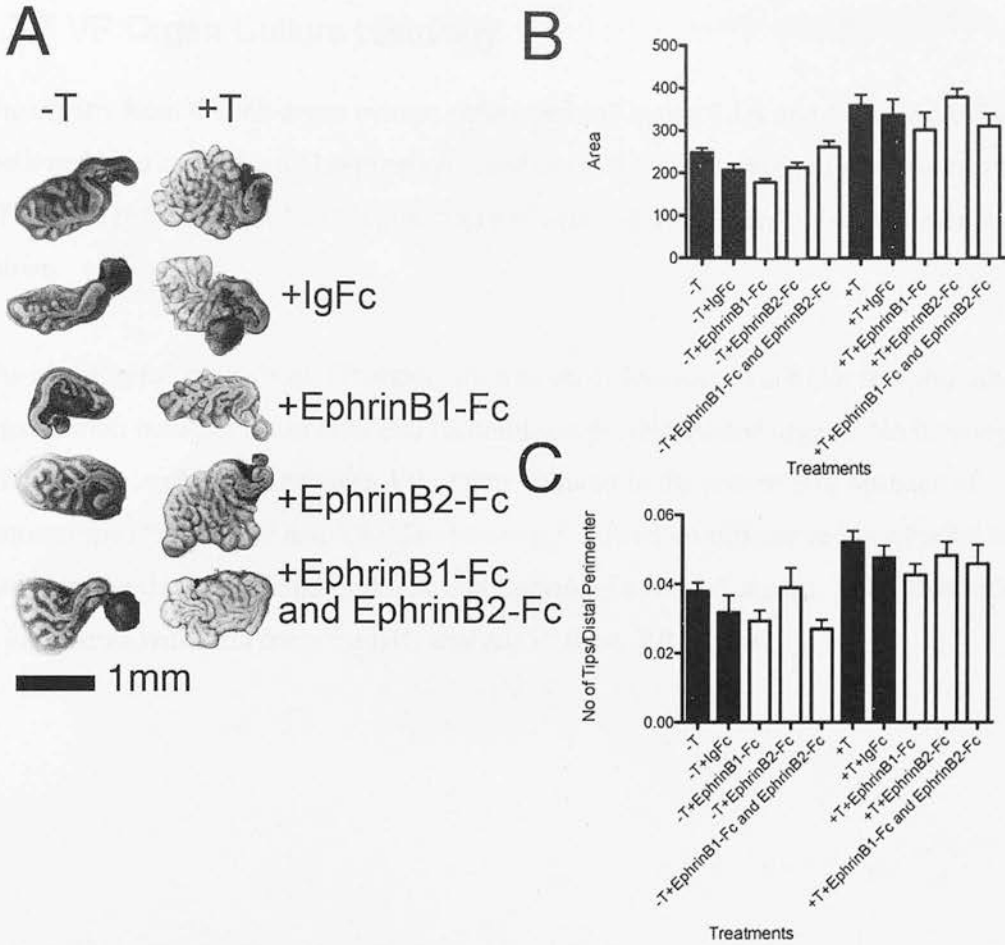 A
-T +T
+IgFc
+EphrinB1-Fc
+EphrinB2-Fc
+EphrinB1-Fc
and EphrinB2-Fc
1mm
B
Area
500
400
300
200
100
0
-T
-T+IgFc
-T+EphrinB1-Fc
-T+EphrinB2-Fc
-T+EphrinB1-Fc and EphrinB2-Fc
+T
+T+IgFc
+T+EphrinB1-Fc
+T+EphrinB2-Fc
+T+EphrinB1-Fc and EphrinB2-Fc
Treatments
C
No of Tips/Distal Perimenter
0.06
0.04
0.02
0.00
-T
-T+IgFc
-T+EphrinB1-Fc
-T+EphrinB2-Fc
-T+EphrinB1-Fc and EphrinB2-Fc
+T
+T+IgFc
+T+EphrinB1-Fc
+T+EphrinB2-Fc
+T+EphrinB1-Fc and EphrinB2-Fc
Treatments